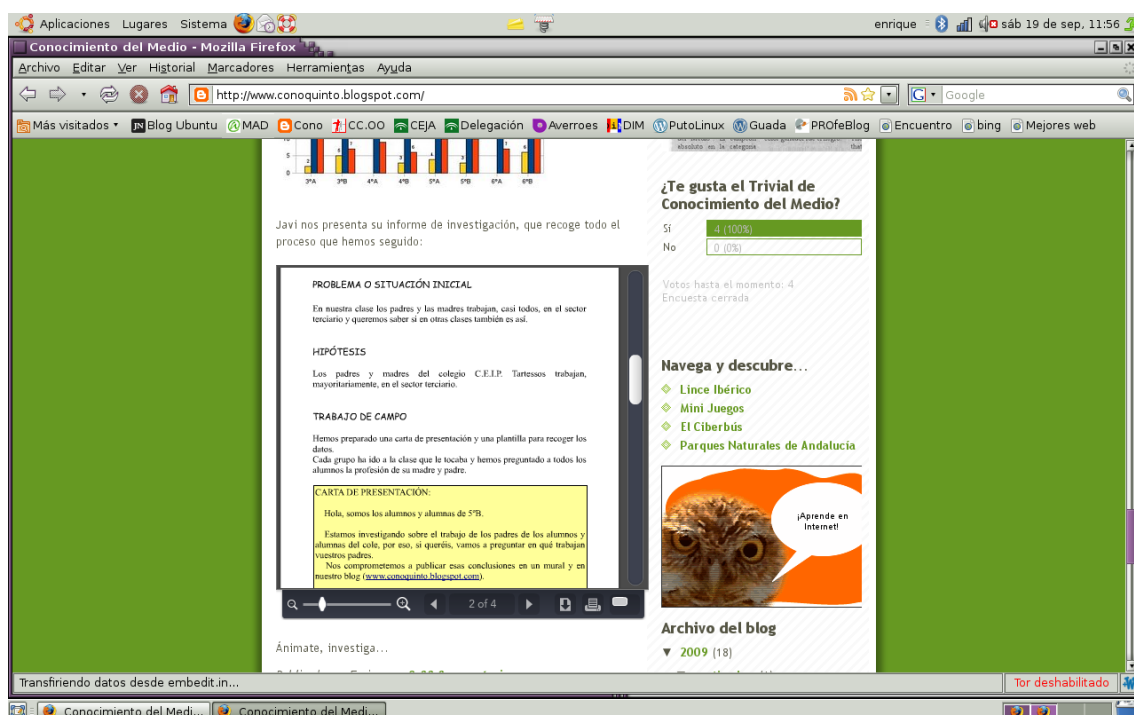 Aplicaciones Lugares Sistema
enrique
sáb 19 de sep, 11:56
Conocimiento del Medio - Mozilla Firefox
Archivo Editar Ver Historial Marcadores Herramientas Ayuda
http://www.conoquinto.blogspot.com/
G Google
Más visitados Blog Ubuntu MAD Cono CC.OO CEJA Delegación Averroes DIM PutoLinux Guada PROfeBlog Encuentro bing Mejores web
5
0
3ºA 3ºB 4ºA 4ºB 5ºA 5ºB 6ºA 6ºB
Javi nos presenta su informe de investigación, que recoge todo el
proceso que hemos seguido:
PROBLEMA O SITUACIÓN INICIAL
En nuestra clase los padres y las madres trabajan, casi todos, en el sector
terciario y queremos saber si en otras clases también es así.
HIPÓTESIS
Los padres y madres del colegio C.E.I.P. Tartessos trabajan,
mayoritariamente, en el sector terciario.
TRABAJO DE CAMPO
Hemos preparado una carta de presentación y una plantilla para recoger los
datos.
Cada grupo ha ido a la clase que le tocaba y hemos preguntado a todos los
alumnos la profesión de su madre y padre.
CARTA DE PRESENTACIÓN:
Hola, somos los alumnos y alumnas de 5ºB.
Estamos investigando sobre el trabajo de los padres de los alumnos y
alumnas del cole, por eso, si queréis, vamos a preguntar en qué trabajan
vuestros padres.
Nos comprometemos a publicar esas conclusiones en un mural y en
nuestro blog (www.conoquinto.blogspot.com).
2 of 4
Ánimate, investiga...
absoluto en la categoría
¿Te gusta el Trivial de
Conocimiento del Medio?
Sí 4 (100%)
No 0 (0%)
Votos hasta el momento: 4
Encuesta cerrada
Navega y descubre...
Lince Ibérico
Mini Juegos
El Ciberbús
Parques Naturales de Andalucía
¡Aprende en
Internet!
Archivo del blog
▼ 2009 (18)
Transfiriendo datos desde embedit.in...
Tor deshabilitado
Conocimiento del Medi... Conocimiento del Medi...